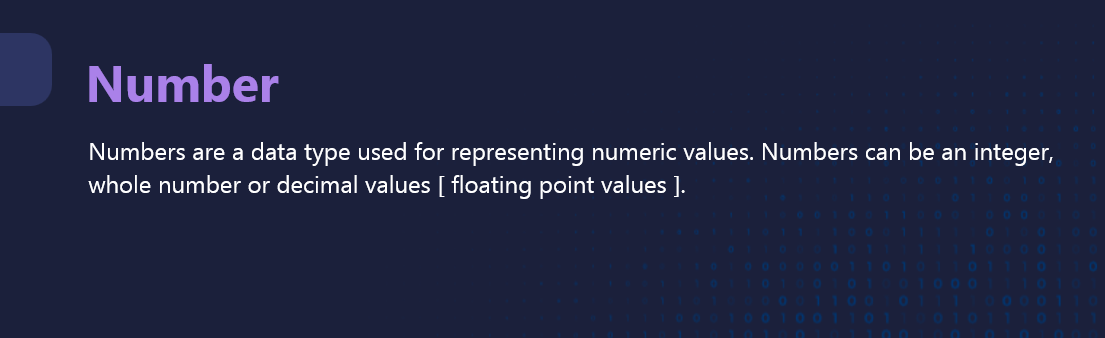 Number
Numbers are a data type used for representing numeric values. Numbers can be an integer,
whole number or decimal values [ floating point values ].